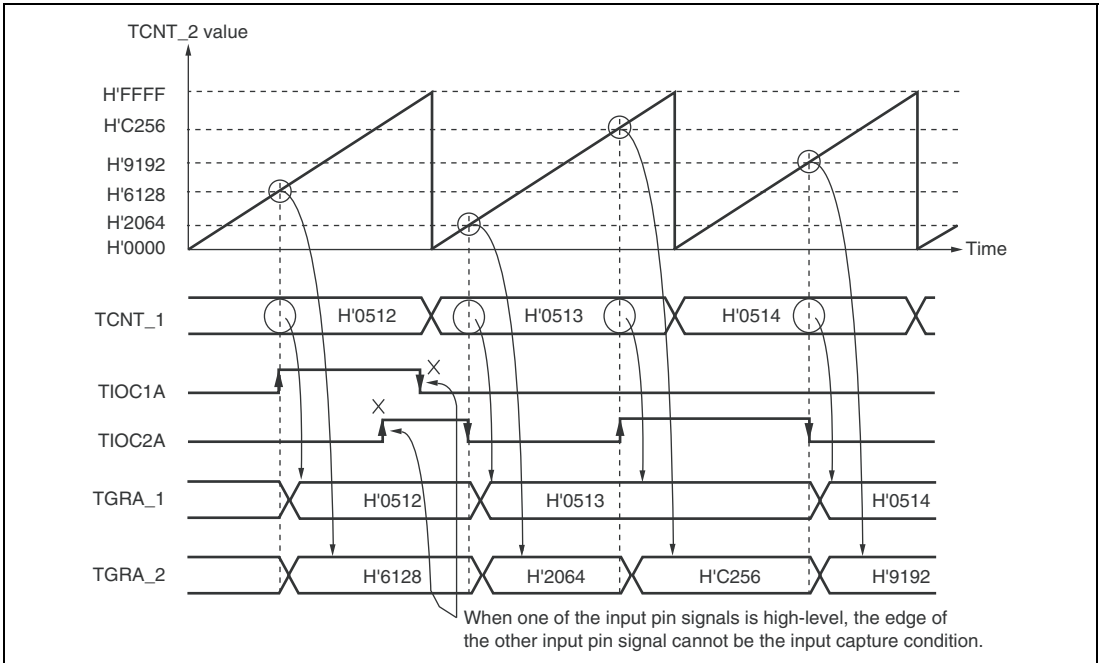 TCNT_2 value
H'FFFF
H'C256
H'9192
H'6128
H'2064
H'0000
Time
TCNT_1
H'0512
H'0513
H'0514
TIOC1A
X
X
TIOC2A
TGRA_1
H'0512
H'0513
H'0514
TGRA_2
H'6128
H'2064
H'C256
H'9192
When one of the input pin signals is high-level, the edge of
the other input pin signal cannot be the input capture condition.